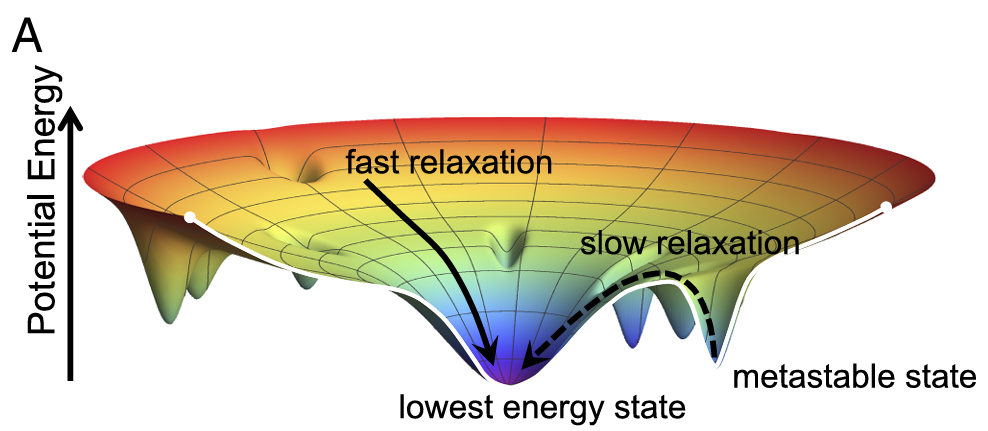 A
Potential Energy
fast relaxation
slow relaxation
metastable state
lowest energy state